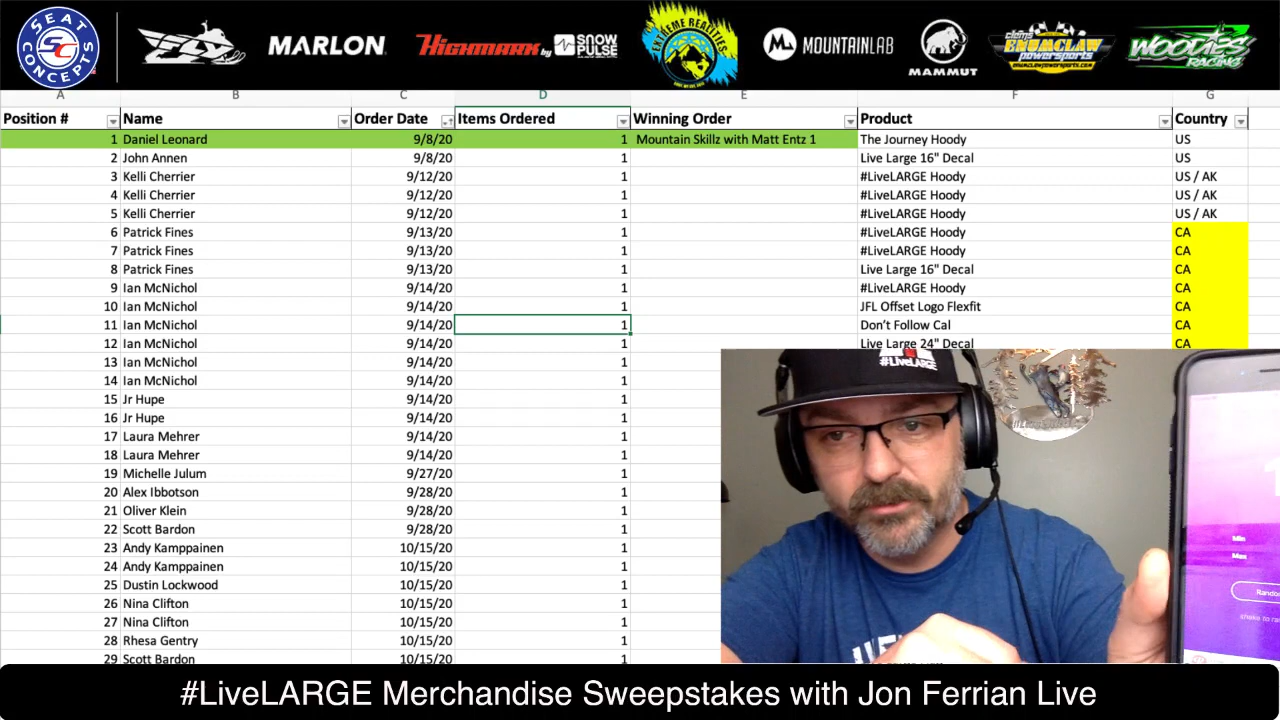 SEAT CONCEPTS SC
FLY
MARLON
HIGHMARK by SNOWPULSE
EXTREME REALITIES
MOUNTAINLAB
MAMMUT
clems ENUMCLAW powersports
ENUMCLAWPOWERSPORTS.COM
WOODIES RACING
A B C D E F G
Position # Name Order Date Items Ordered Winning Order Product Country
1 Daniel Leonard 9/8/20 1 Mountain Skillz with Matt Entz 1 The Journey Hoody US
2 John Annen 9/8/20 1 Live Large 16" Decal US
3 Kelli Cherrier 9/12/20 1 #LiveLARGE Hoody US / AK
4 Kelli Cherrier 9/12/20 1 #LiveLARGE Hoody US / AK
5 Kelli Cherrier 9/12/20 1 #LiveLARGE Hoody US / AK
6 Patrick Fines 9/13/20 1 #LiveLARGE Hoody CA
7 Patrick Fines 9/13/20 1 #LiveLARGE Hoody CA
8 Patrick Fines 9/13/20 1 Live Large 16" Decal CA
9 Ian McNichol 9/14/20 1 #LiveLARGE Hoody CA
10 Ian McNichol 9/14/20 1 JFL Offset Logo Flexfit CA
11 Ian McNichol 9/14/20 1 Don't Follow Cal CA
12 Ian McNichol 9/14/20 1 Live Large 24" Decal CA
13 Ian McNichol 9/14/20 1
14 Ian McNichol 9/14/20 1
15 Jr Hupe 9/14/20 1
16 Jr Hupe 9/14/20 1
17 Laura Mehrer 9/14/20 1
18 Laura Mehrer 9/14/20 1
19 Michelle Julum 9/27/20 1
20 Alex Ibbotson 9/28/20 1
21 Oliver Klein 9/28/20 1
22 Scott Bardon 9/28/20 1
23 Andy Kamppainen 10/15/20 1
24 Andy Kamppainen 10/15/20 1
25 Dustin Lockwood 10/15/20 1
26 Nina Clifton 10/15/20 1
27 Nina Clifton 10/15/20 1
28 Rhesa Gentry 10/15/20 1
29 Scott Bardon 10/15/20 1
#LiveLARGE
Min
Max
#LiveLARGE Merchandise Sweepstakes with Jon Ferrian Live